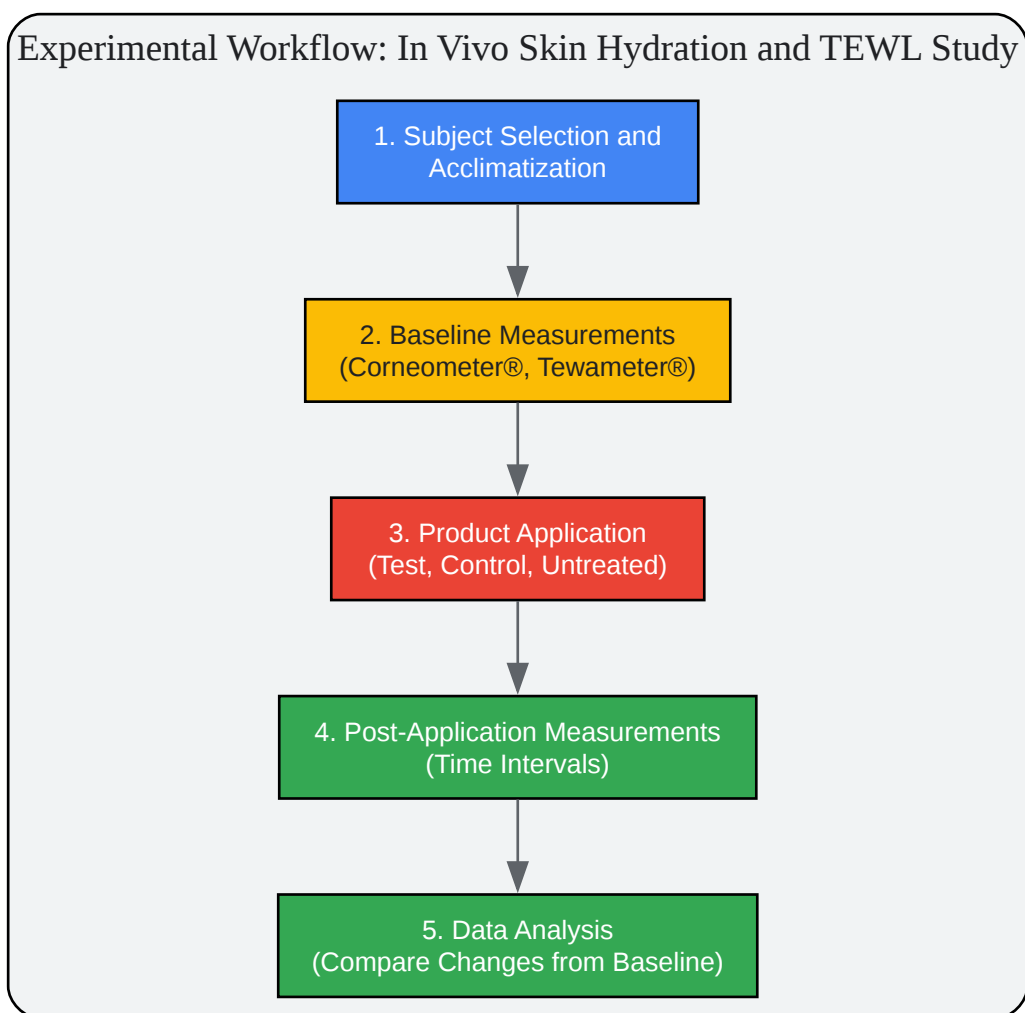 Experimental Workflow: In Vivo Skin Hydration and TEWL Study
1. Subject Selection and
Acclimatization
2. Baseline Measurements
(Corneometer®, Tewameter®)
3. Product Application
(Test, Control, Untreated)
4. Post-Application Measurements
(Time Intervals)
5. Data Analysis
(Compare Changes from Baseline)